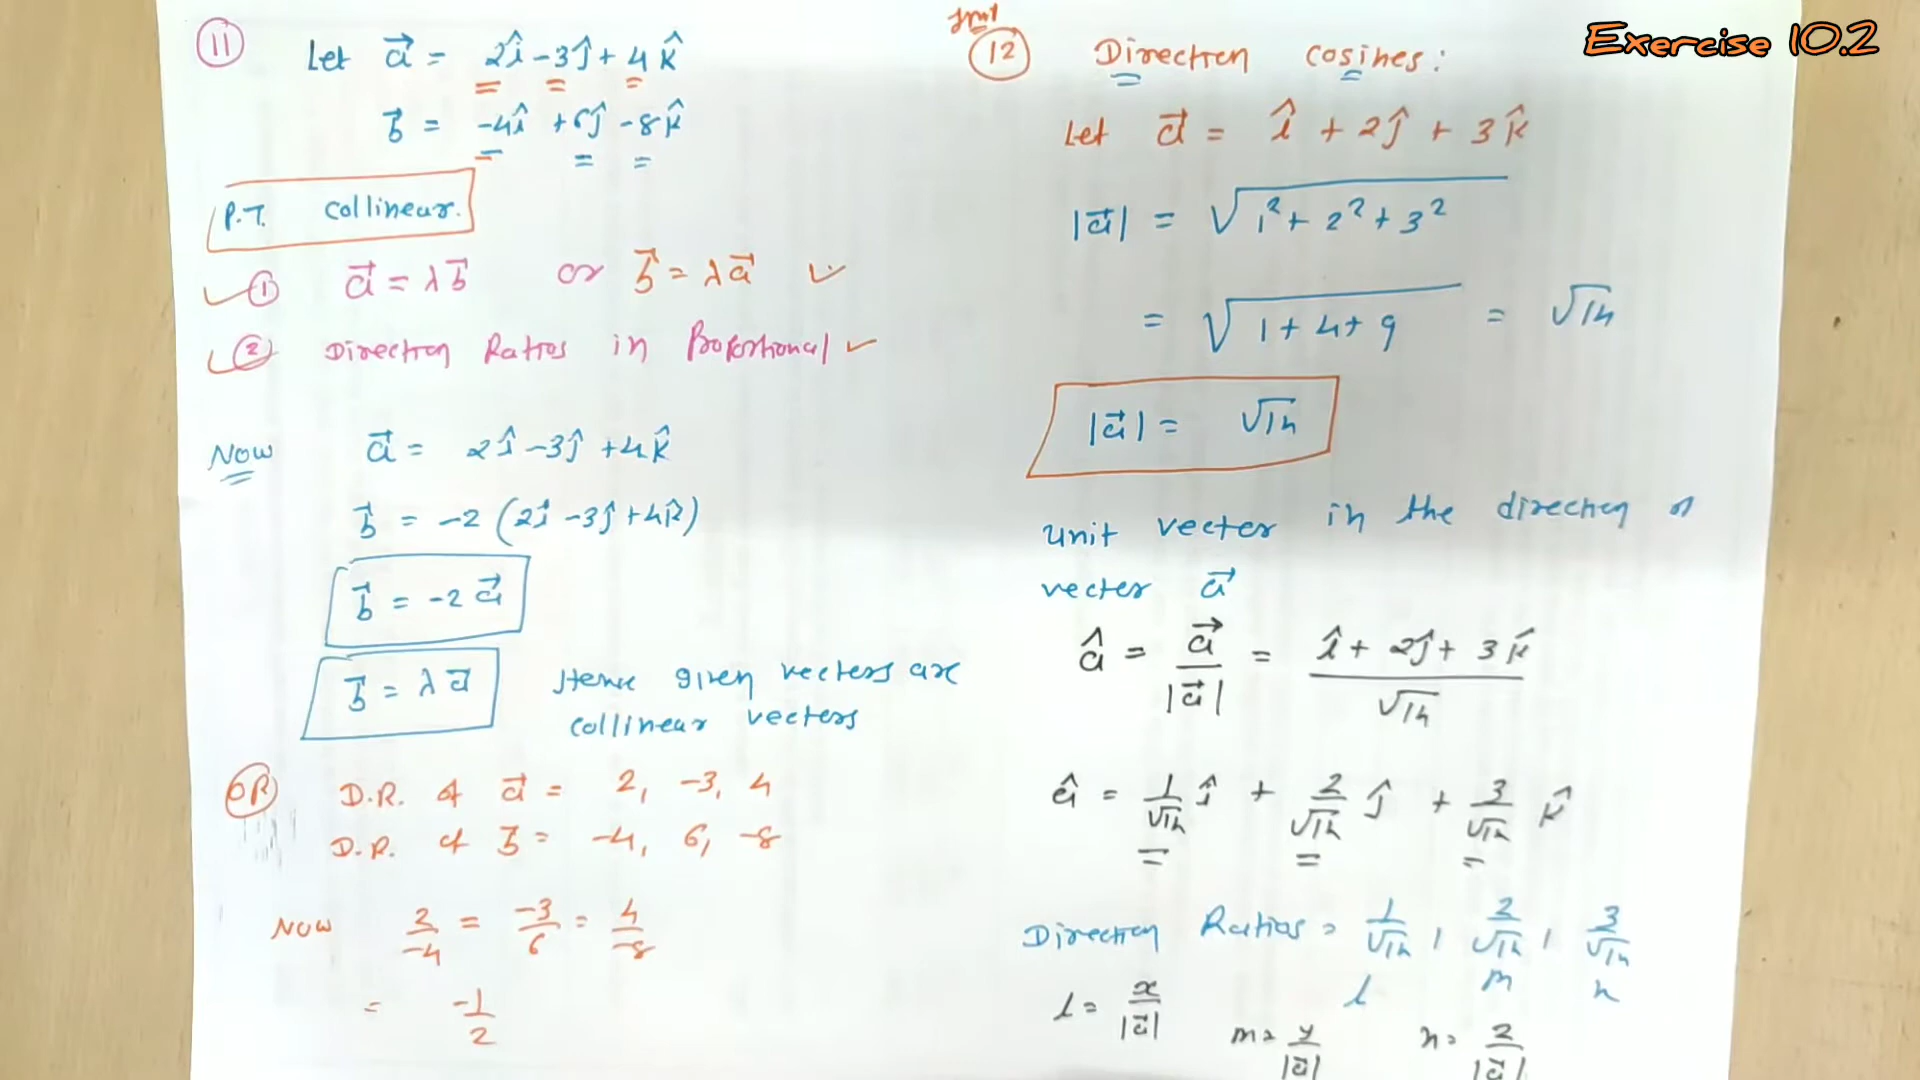 Exercise 10.2
11
Let a⃗ = 2î - 3ĵ + 4k̂
b⃗ = -4î + 6ĵ - 8k̂
P.T. Collinear.
① a⃗ = λb⃗ or b⃗ = λa⃗ ✓
② Direction Ratios in Proportional ✓
Now a⃗ = 2î - 3ĵ + 4k̂
b⃗ = -2 (2î - 3ĵ + 4k̂)
b⃗ = -2 a⃗
b⃗ = λ a⃗ Hence given vectors are
collinear vectors
OR D.R. of a⃗ = 2, -3, 4
D.R. of b⃗ = -4, 6, -8
Now 2/-4 = -3/6 = 4/-8
= -1/2
12 Direction cosines:
Let a⃗ = î + 2ĵ + 3k̂
|a⃗| = √(1² + 2² + 3²)
= √(1 + 4 + 9) = √14
|a⃗| = √14
Unit vector in the direction of
vector a⃗
â = a⃗/|a⃗| = (î + 2ĵ + 3k̂)/√14
â = 1/√14 î + 2/√14 ĵ + 3/√14 k̂
Direction Ratios = 1/√14, 2/√14, 3/√14
l m n
l = x/|a⃗| m = y/|a⃗| n = z/|a⃗|